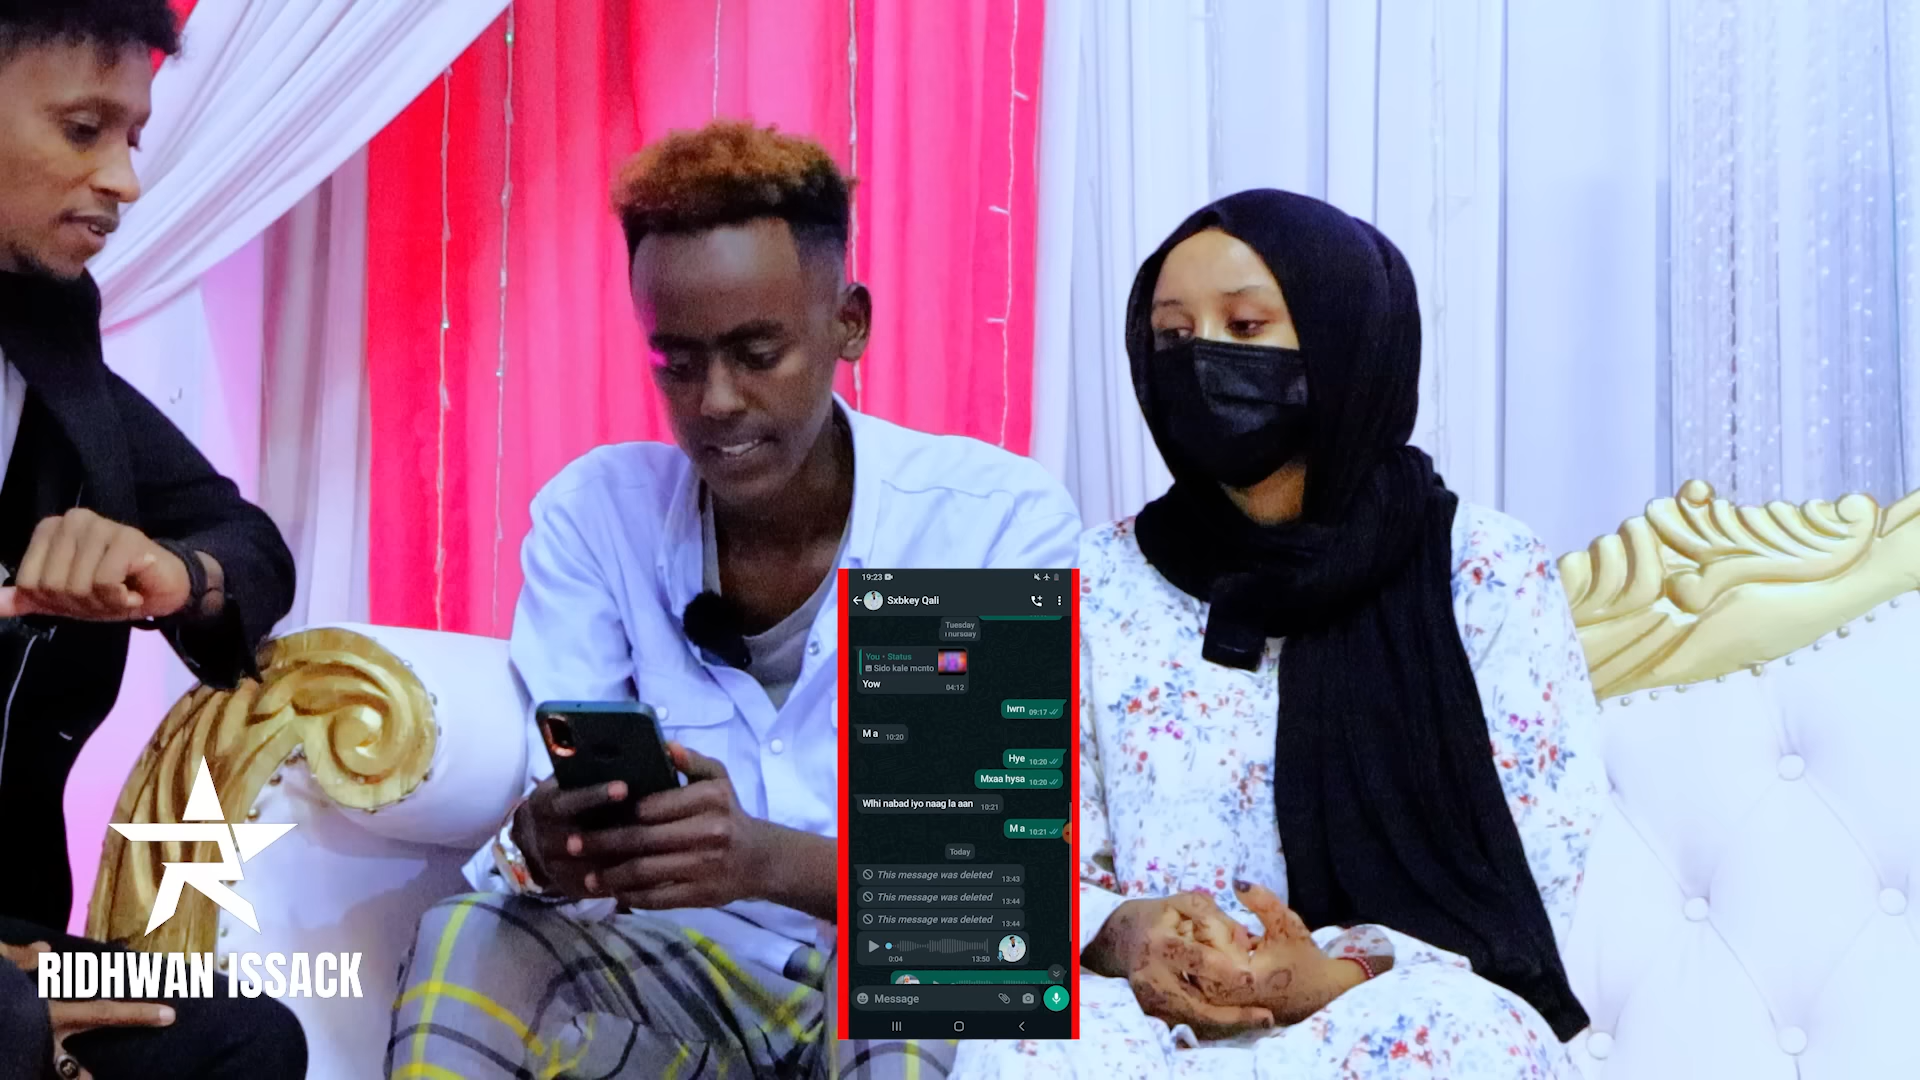 19:23
Sxbkey Qali
Tuesday
Thursday
You • Status
Sido kale mcnto
Yow
04:12
Iwrn 09:17
M a 10:20
Hye 10:20
Mxaa hysa 10:20
Wlhi nabad iyo naag la aan 10:21
M a 10:21
Today
This message was deleted 13:43
This message was deleted 13:44
This message was deleted 13:44
0:04 13:50
Message
RIDHWAN ISSACK